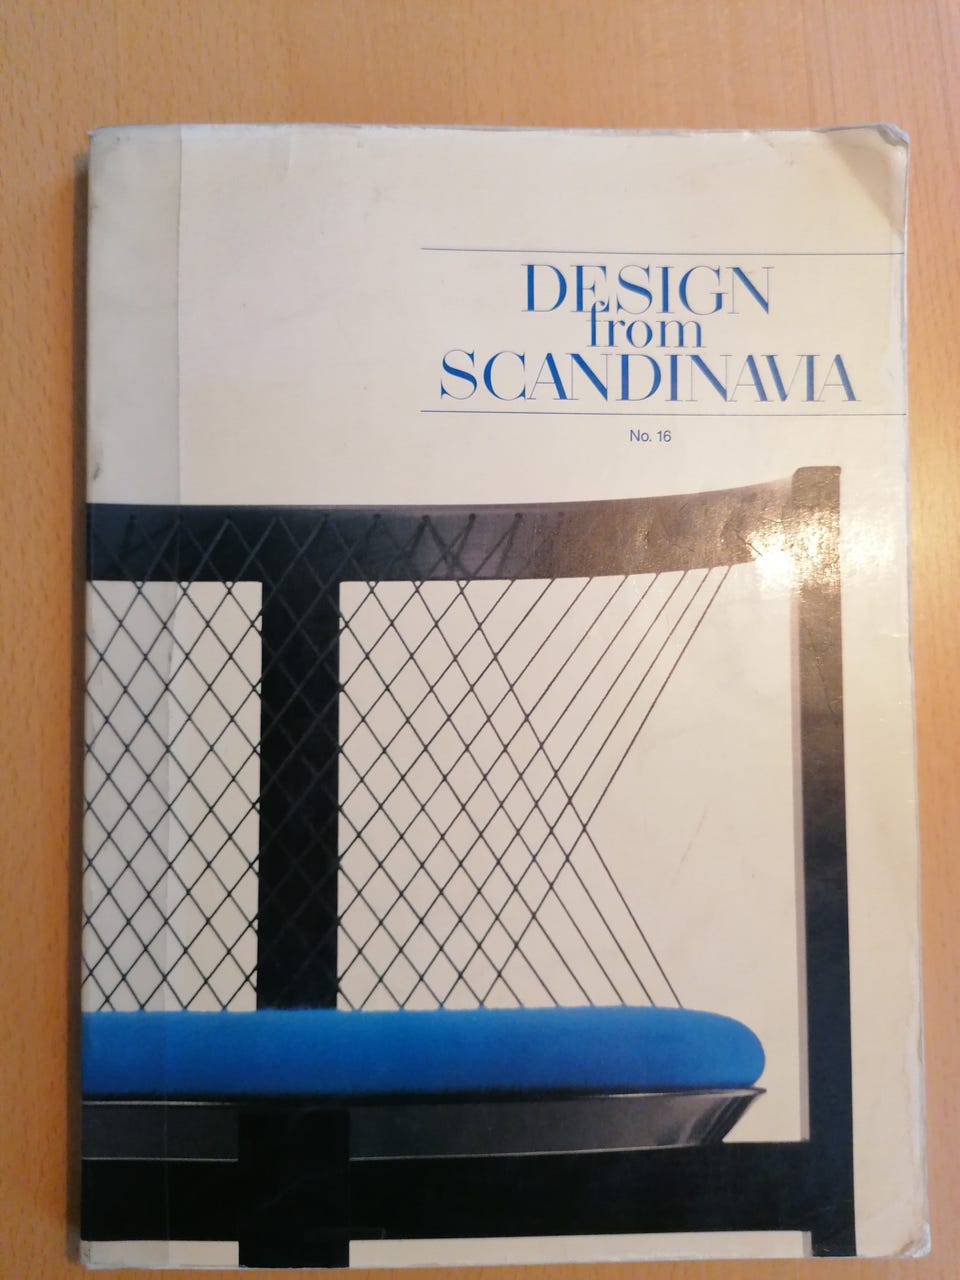 DESIGN
from
SCANDINAVIA
No. 16